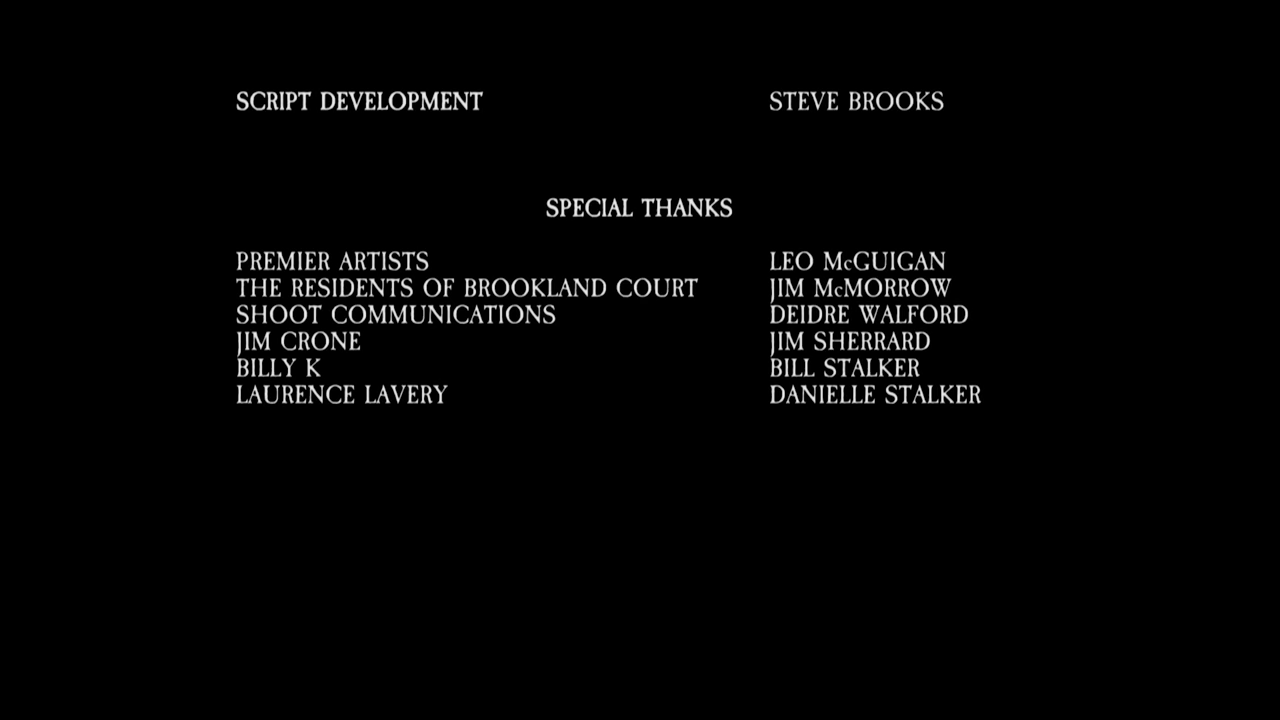 SCRIPT DEVELOPMENT STEVE BROOKS
SPECIAL THANKS
PREMIER ARTISTS LEO McGUIGAN
THE RESIDENTS OF BROOKLAND COURT JIM McMORROW
SHOOT COMMUNICATIONS DEIDRE WALFORD
JIM CRONE JIM SHERRARD
BILLY K BILL STALKER
LAURENCE LAVERY DANIELLE STALKER